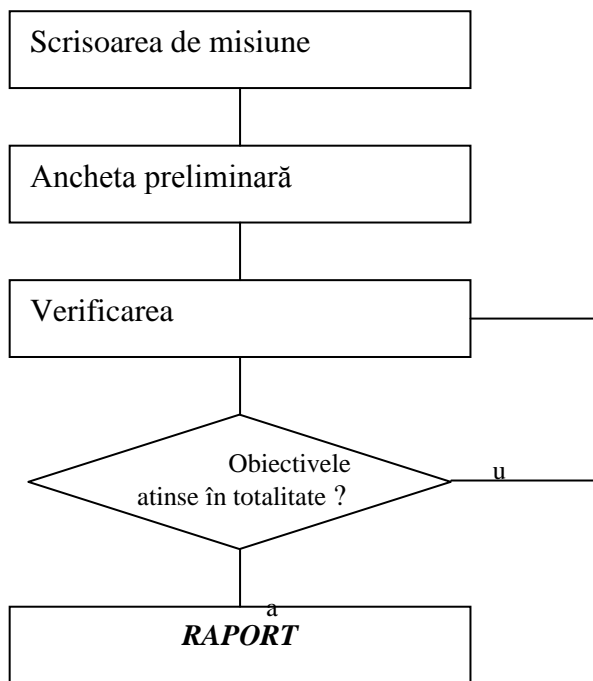 Scrisoarea de misiune
Ancheta preliminară
Verificarea
Obiectivele
atinse în totalitate ?
u
a
RAPORT